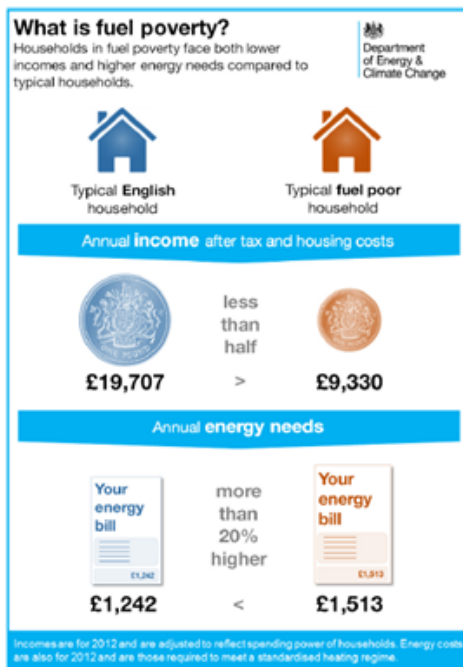 What is fuel poverty?
Households in fuel poverty face both lower
incomes and higher energy needs compared to
typical households.
Department
of Energy &
Climate Change
Typical English
household
Typical fuel poor
household
Annual income after tax and housing costs
less
than
half
£19,707
>
£9,330
Annual energy needs
Your
energy
bill
£1,242
more
than
20%
higher
Your
energy
bill
£1,513
£1,242
<
£1,513
Incomes are for 2012 and are adjusted to reflect spending power of households. Energy costs
are also for 2012 and are those required to meet a standardised heating regime.